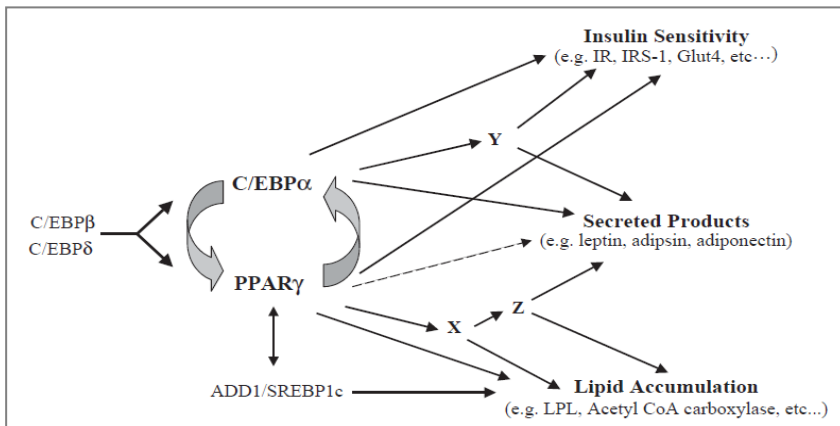 Insulin Sensitivity
(e.g. IR, IRS-1, Glut4, etc⋯)
Y
C/EBPα
C/EBPβ
C/EBPδ
Secreted Products
(e.g. leptin, adipsin, adiponectin)
PPARγ
Z
X
ADD1/SREBP1c
Lipid Accumulation
(e.g. LPL, Acetyl CoA carboxylase, etc...)